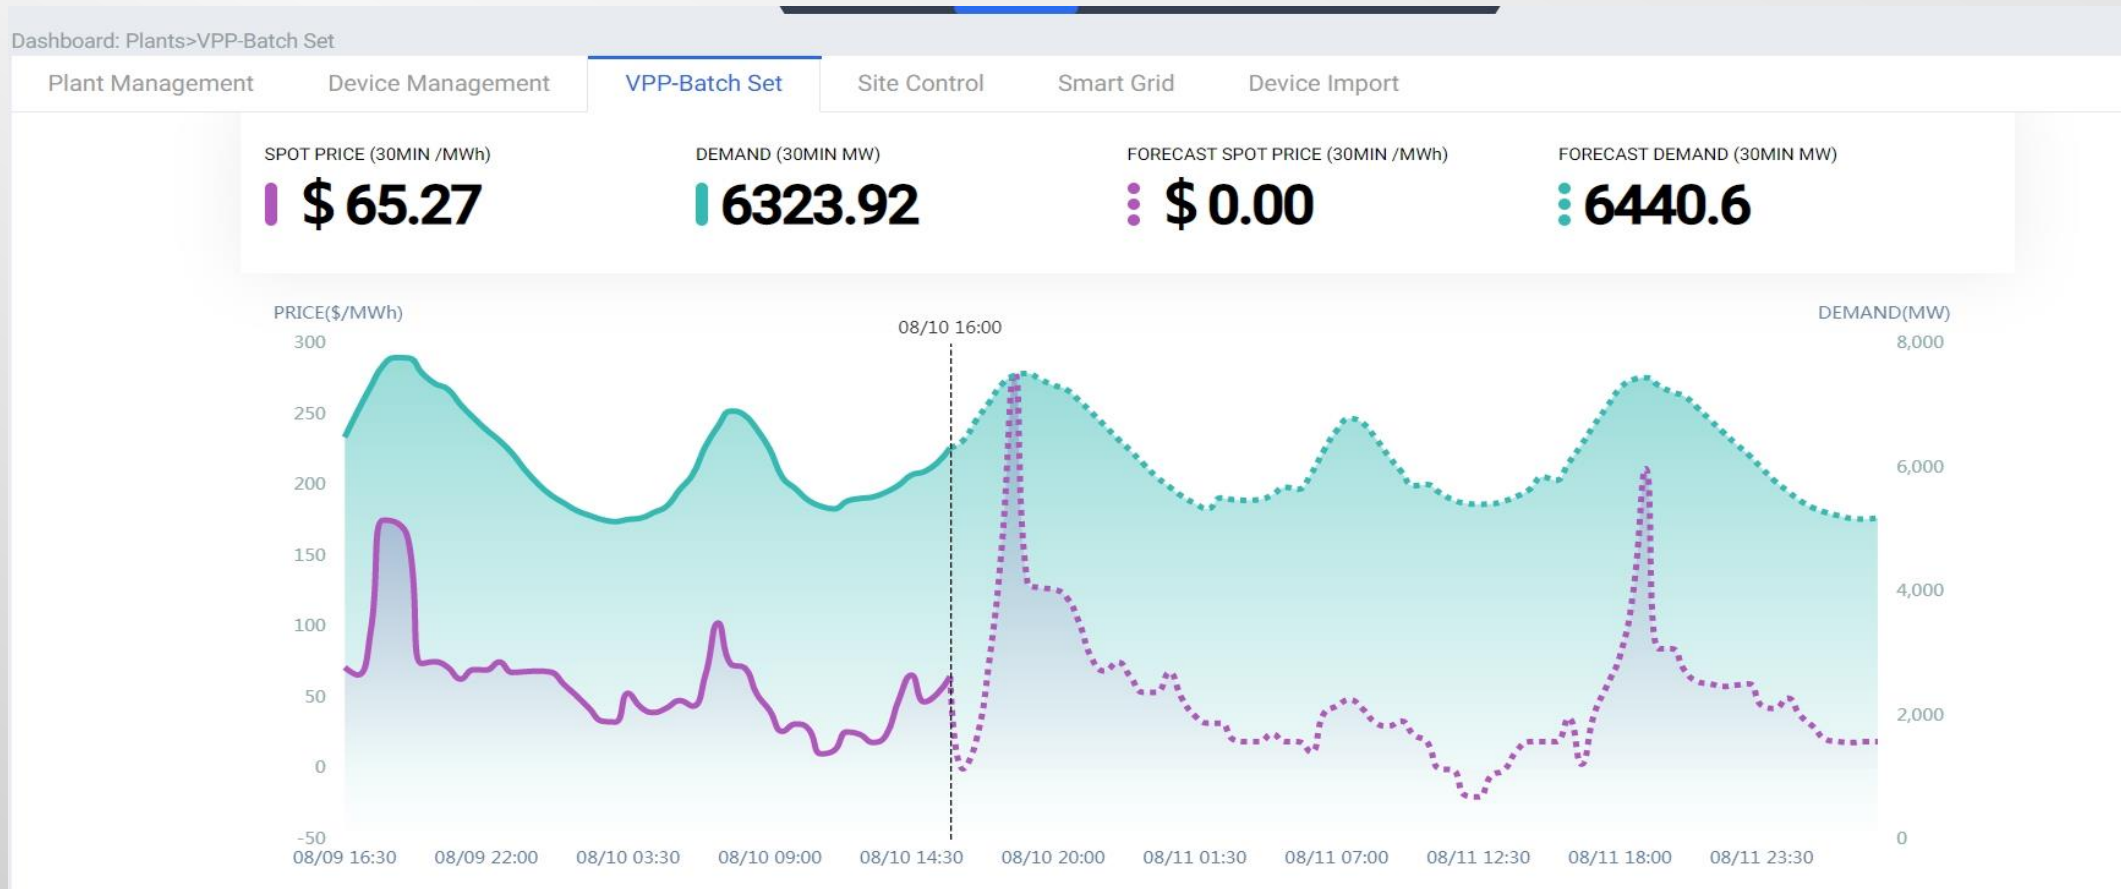 Dashboard: Plants>VPP-Batch Set
Plant Management Device Management VPP-Batch Set Site Control Smart Grid Device Import
SPOT PRICE (30MIN /MWh) DEMAND (30MIN MW) FORECAST SPOT PRICE (30MIN /MWh) FORECAST DEMAND (30MIN MW)
$ 65.27 6323.92 $ 0.00 6440.6
PRICE($/MWh) DEMAND(MW)
08/10 16:00
300 8,000
250
200 6,000
150
100 4,000
50 2,000
0
-50 0
08/09 16:30 08/09 22:00 08/10 03:30 08/10 09:00 08/10 14:30 08/10 20:00 08/11 01:30 08/11 07:00 08/11 12:30 08/11 18:00 08/11 23:30